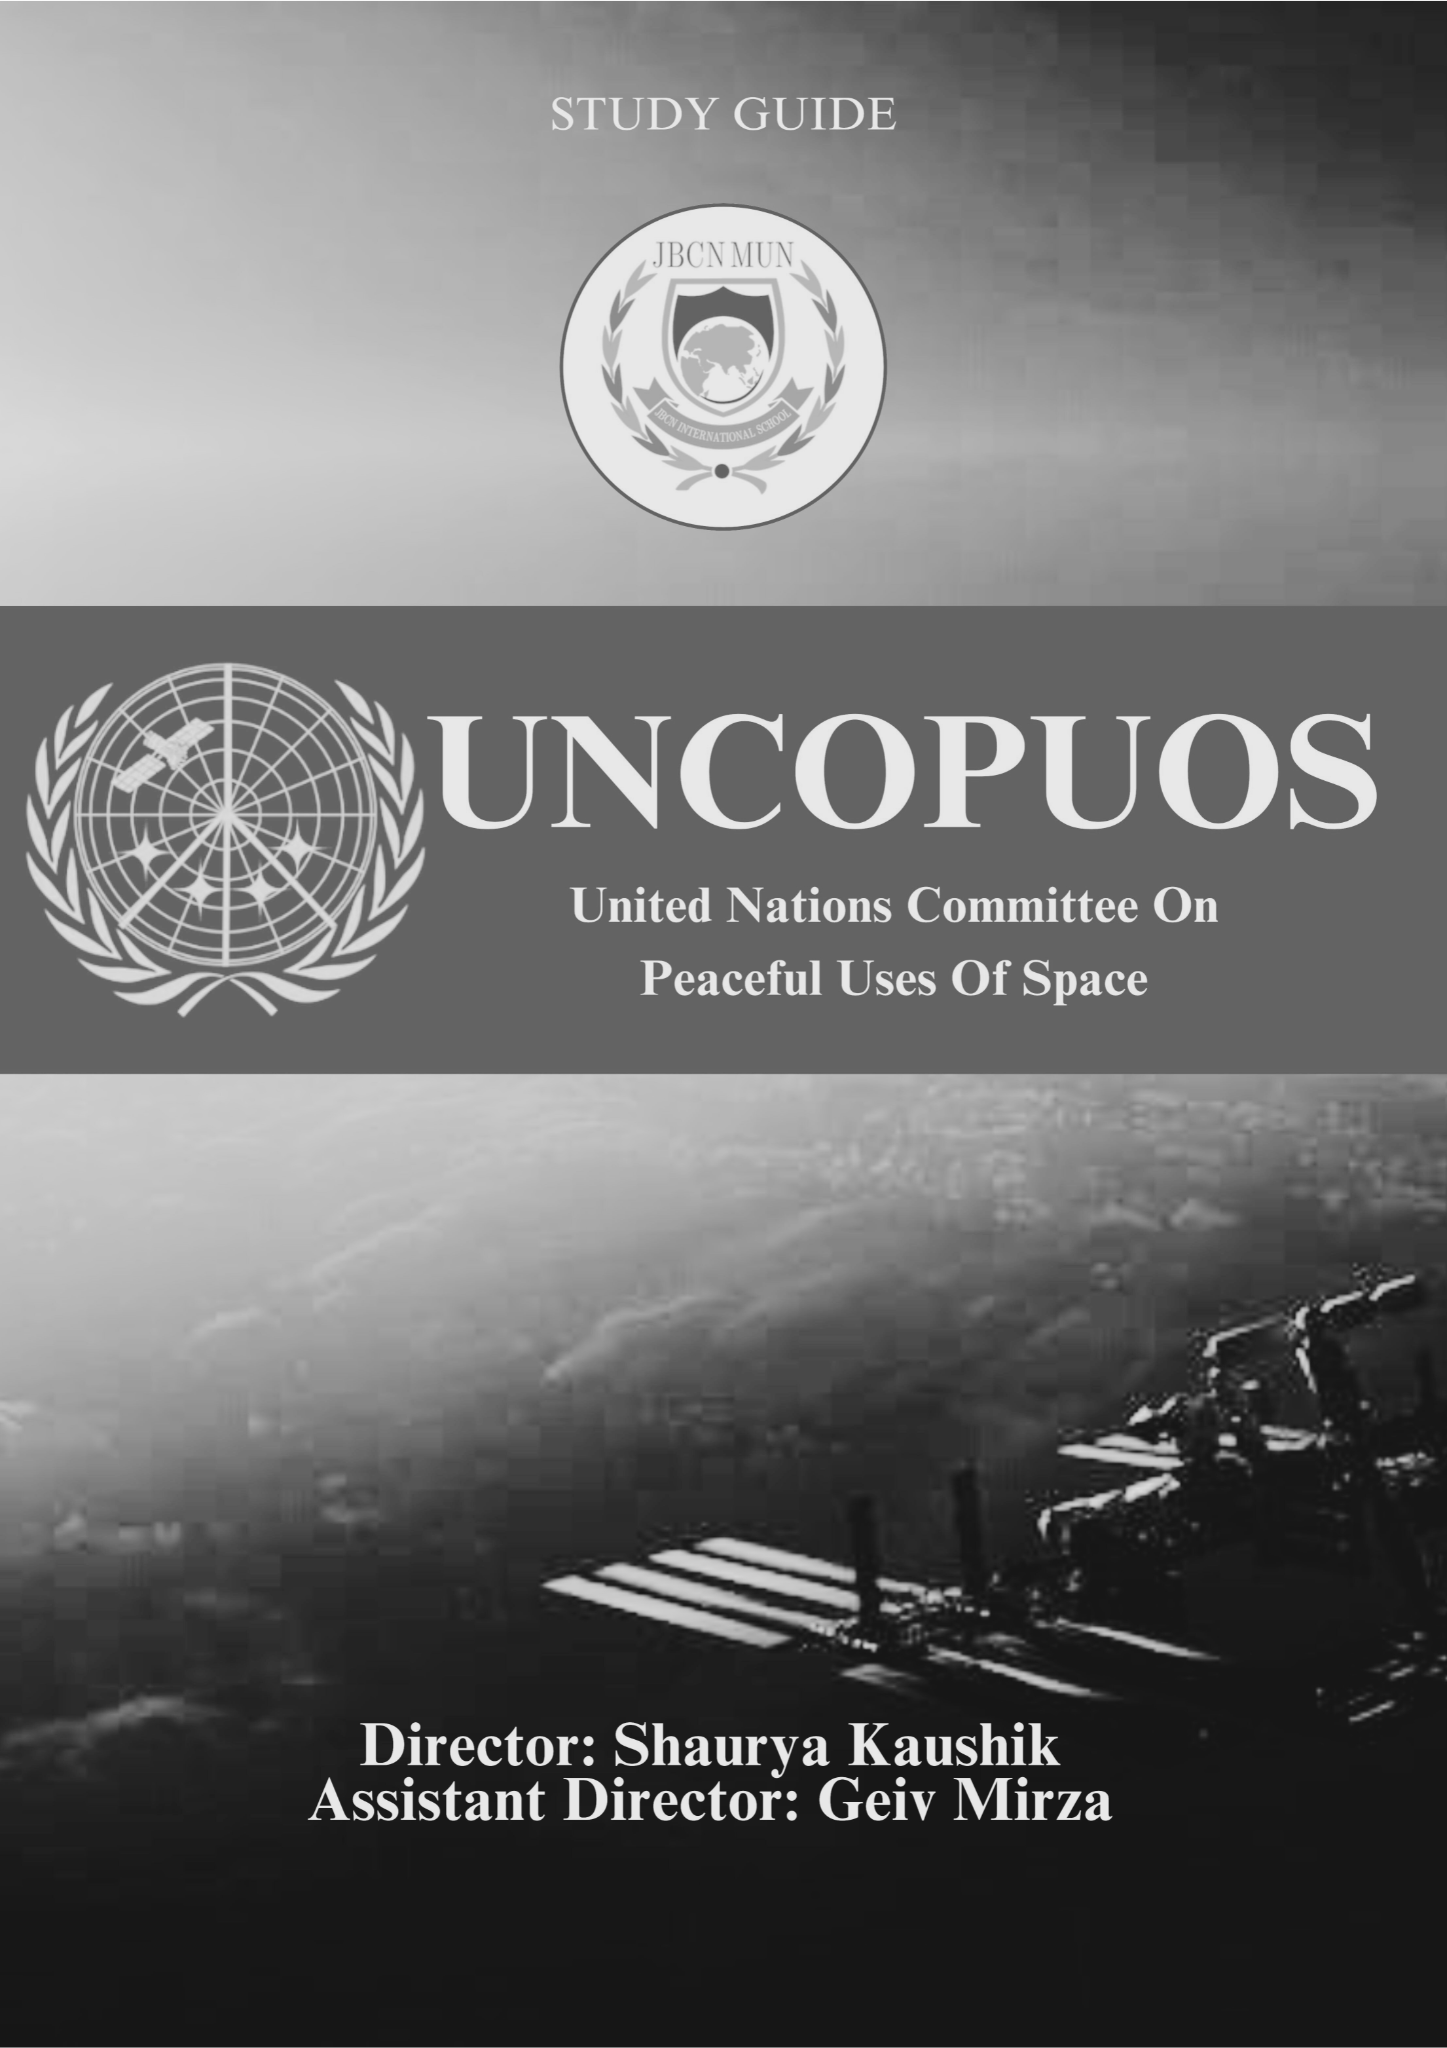 STUDY GUIDE
JBCN MUN
JBCN INTERNATIONAL SCHOOL
UNCOPUOS
United Nations Committee On
Peaceful Uses Of Space
Director: Shaurya Kaushik
Assistant Director: Geiv Mirza